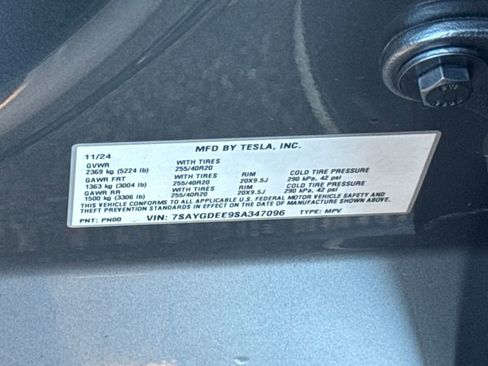 MFD BY TESLA, INC.
11/24
GVWR WITH TIRES RIM COLD TIRE PRESSURE
2369 kg (5224 lb) 255/40R20 20X9.5J 290 kPa, 42 psi
GAWR FRT WITH TIRES RIM COLD TIRE PRESSURE
1363 kg (3004 lb) 255/40R20 20X9.5J 290 kPa, 42 psi
GAWR RR
1500 kg (3306 lb) 255/40R20
THIS VEHICLE CONFORMS TO ALL APPLICABLE U.S. FEDERAL MOTOR VEHICLE SAFETY AND
THEFT PREVENTION STANDARDS IN EFFECT ON THE DATE OF MANUFACTURE SHOWN ABOVE.
PNT: PN00 VIN: 7SAYGDEE9SA347096 TYPE: MPV